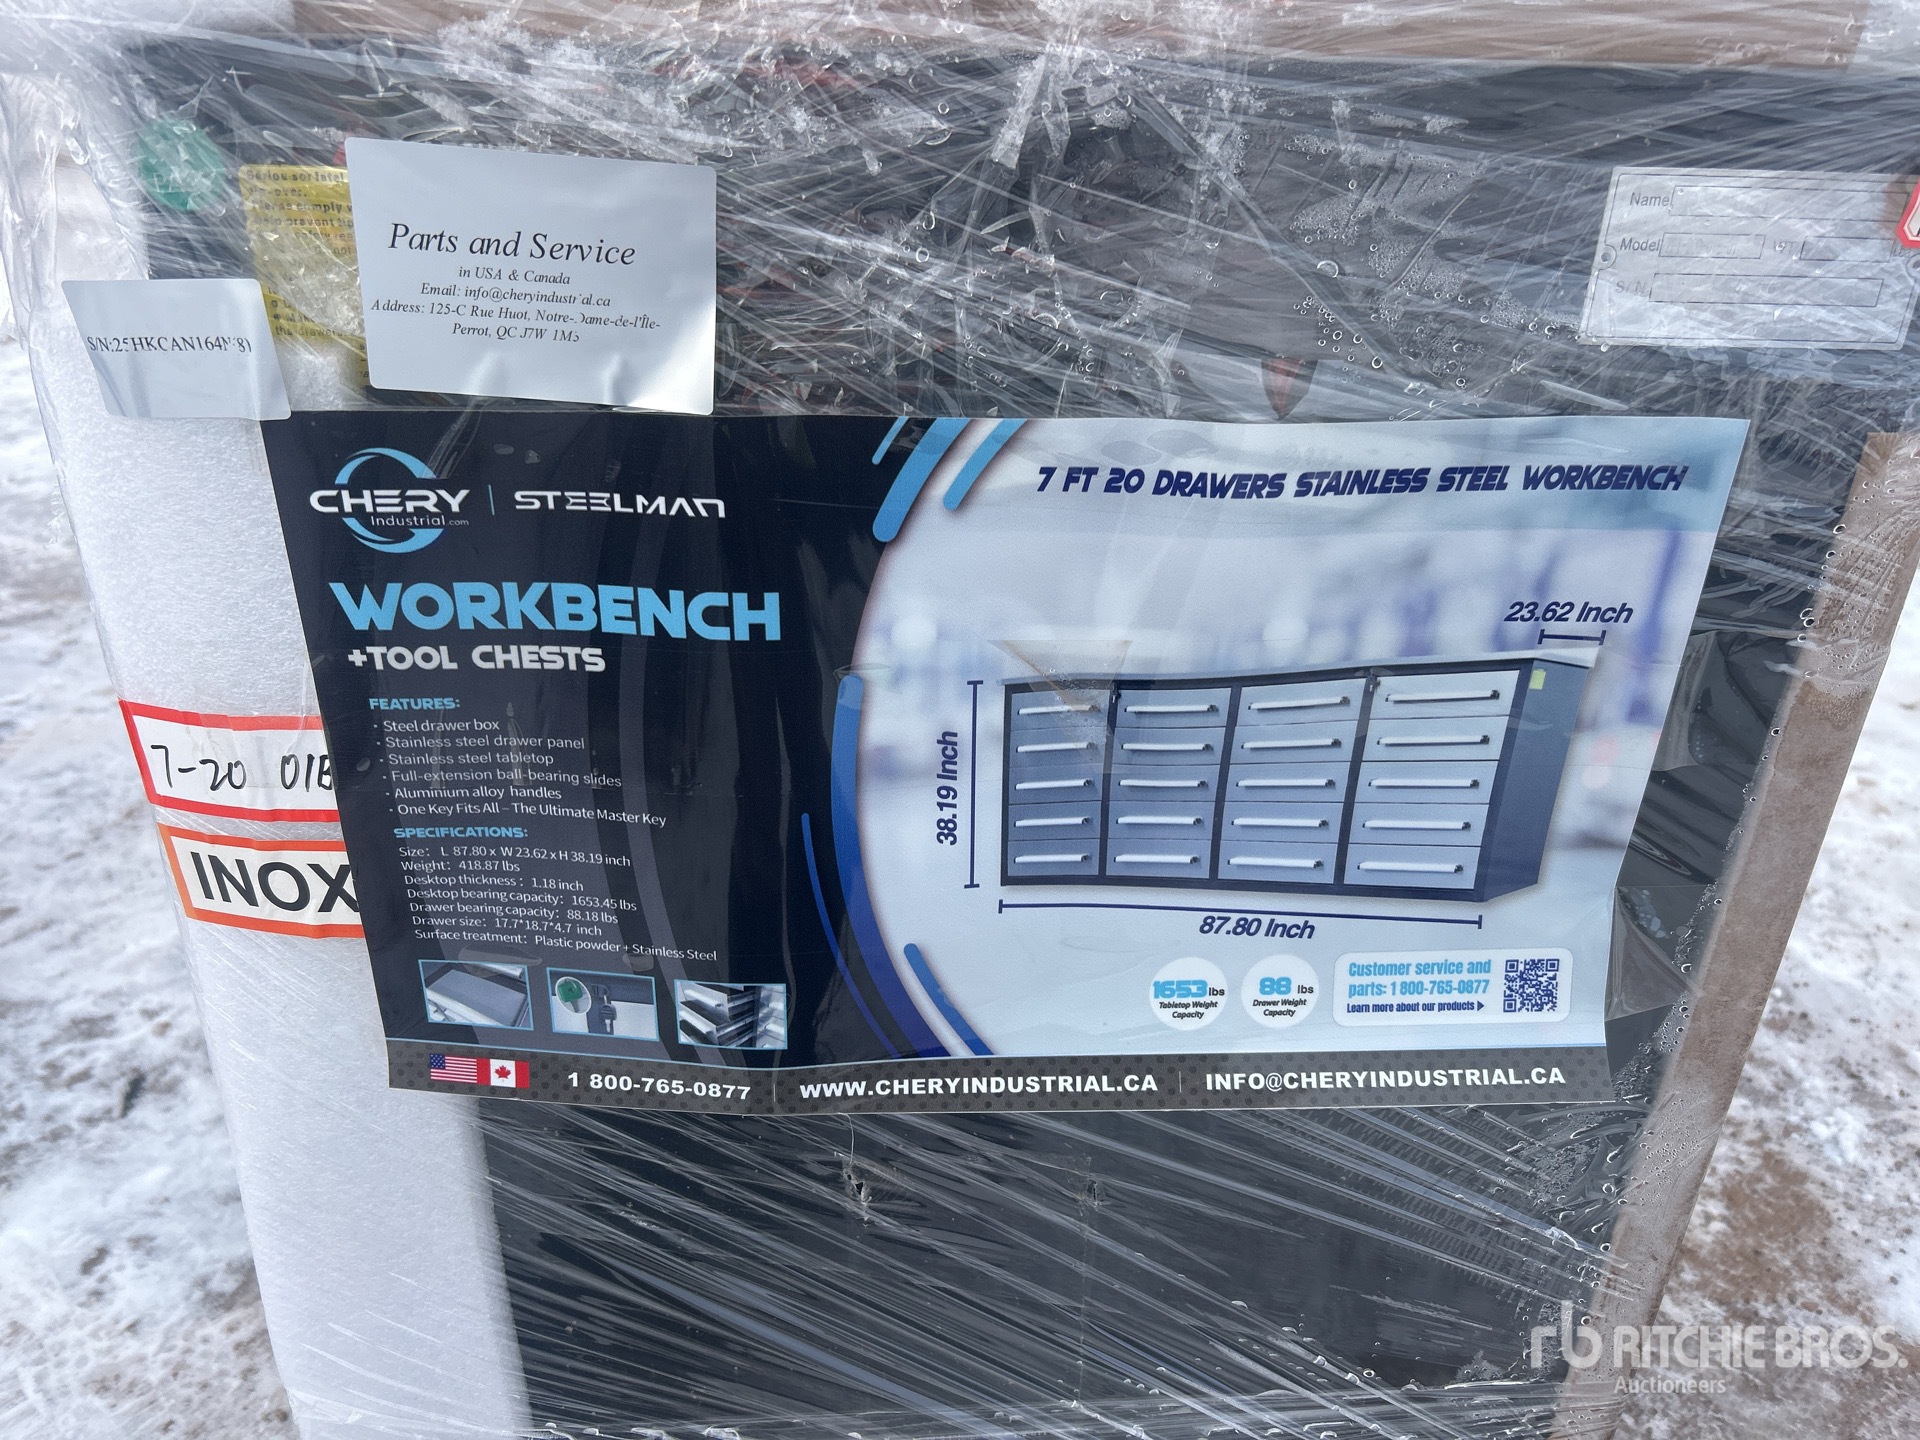 Parts and Service
in USA & Canada
Email: info@cheryindustrial.ca
Address: 125-C Rue Huot, Notre-Dame-de-l'Île-
Perrot, QC J7W 1M5
Name
Model
S/N
7-20 01B
INOX
CHERY
Industrial.com
STEELMAN
WORKBENCH
+TOOL CHESTS
FEATURES:
· Steel drawer box
· Stainless steel drawer panel
· Stainless steel tabletop
· Full-extension ball-bearing slides
· Aluminium alloy handles
· One Key Fits All – The Ultimate Master Key
SPECIFICATIONS:
Size: L 87.80 x W 23.62 x H 38.19 inch
Weight: 418.87 lbs
Desktop thickness: 1.18 inch
Desktop bearing capacity: 1653.45 lbs
Drawer bearing capacity: 88.18 lbs
Drawer size: 17.7*18.7*4.7 inch
Surface treatment: Plastic powder + Stainless Steel
7 FT 20 DRAWERS STAINLESS STEEL WORKBENCH
23.62 Inch
38.19 Inch
87.80 Inch
1653 lbs
Tabletop Weight
Capacity
88 lbs
Drawer Weight
Capacity
Customer service and
parts: 1 800-765-0877
Learn more about our products
1 800-765-0877
WWW.CHERYINDUSTRIAL.CA
INFO@CHERYINDUSTRIAL.CA
rb RITCHIE BROS.
Auctioneers